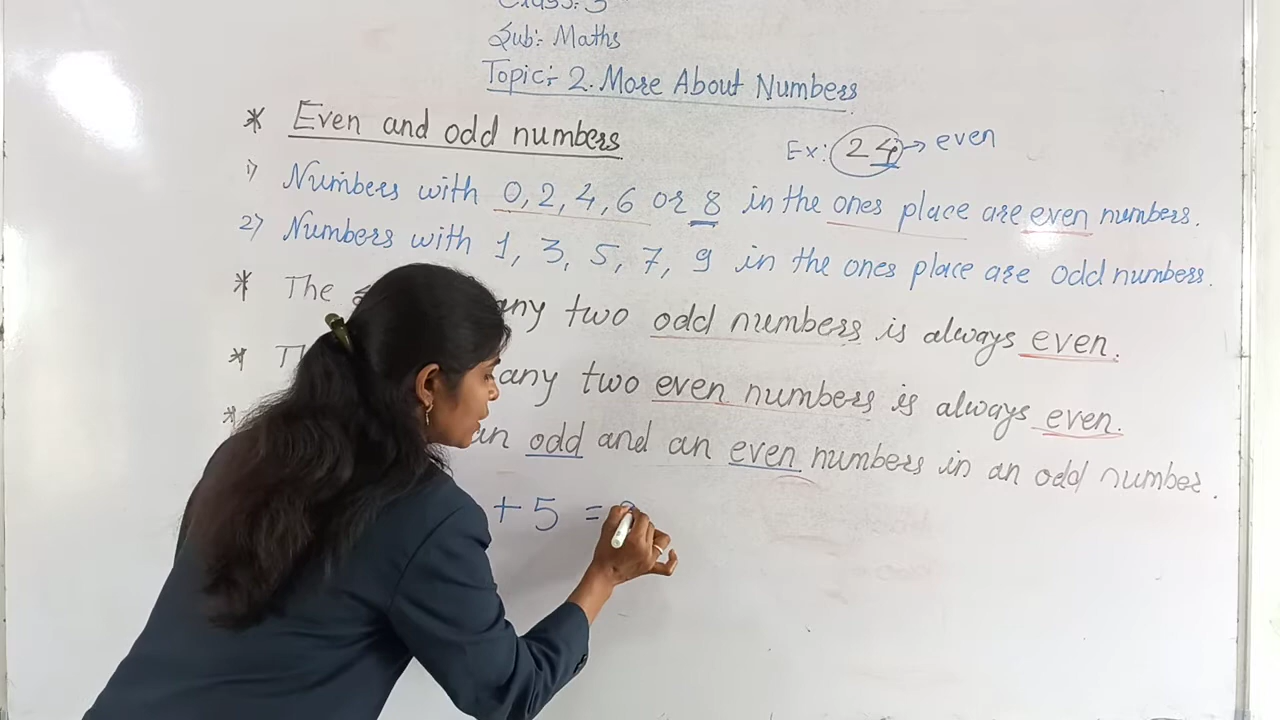 Class: 3
Sub:- Maths
Topic:- 2. More About Numbers
* Even and odd numbers
Ex: 24 → even
1) Numbers with 0, 2, 4, 6 or 8 in the ones place are even numbers.
2) Numbers with 1, 3, 5, 7, 9 in the ones place are odd numbers.
* The any two odd numbers is always even.
* any two even numbers is always even.
* an odd and an even numbers in an odd number.
+ 5 =